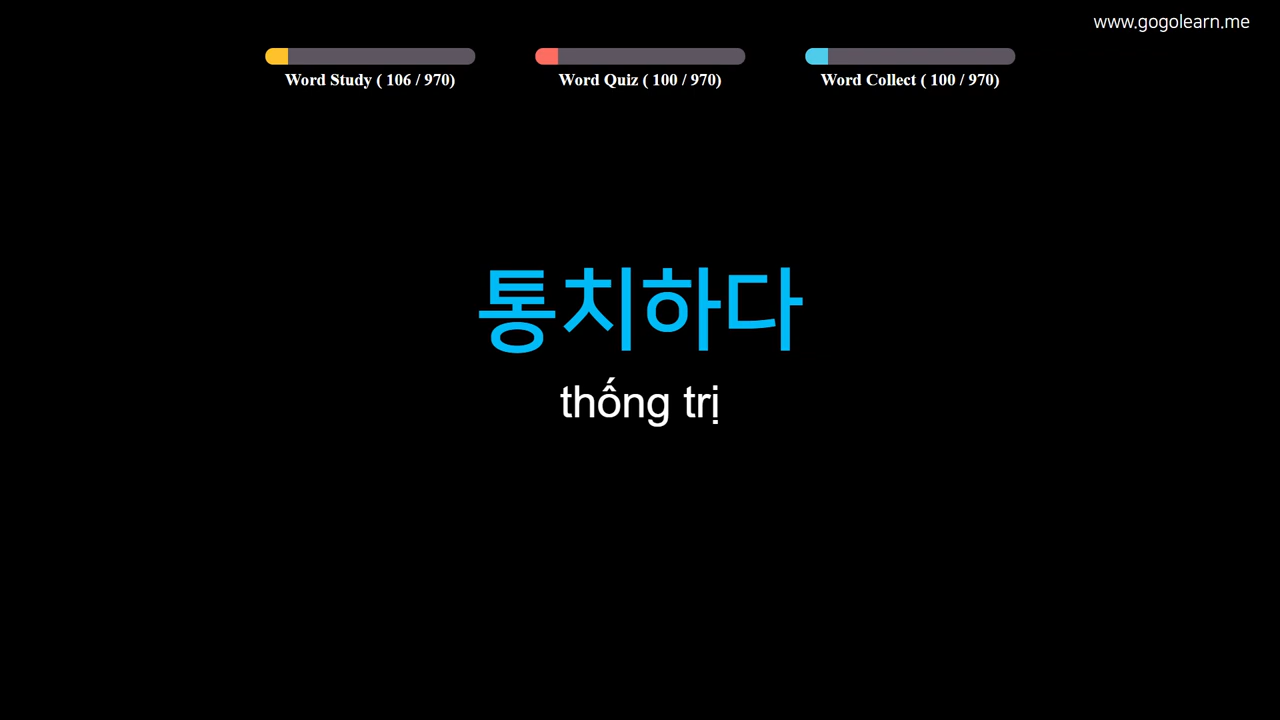 www.gogolearn.me
Word Study ( 106 / 970)
Word Quiz ( 100 / 970)
Word Collect ( 100 / 970)
통치하다
thống trị